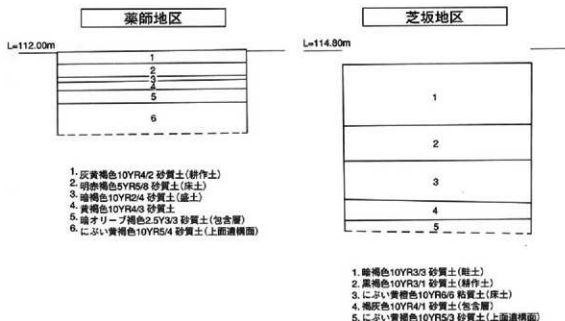 薬師地区
L=112.00m
1
2
3
4
5
6
1. 灰黄褐色10YR4/2 砂質土(耕作土)
2. 明赤褐色5YR5/8 砂質土(床土)
3. 暗褐色10YR2/4 砂質土(盛土)
4. 黄褐色10YR4/3 砂質土
5. 暗オリーブ褐色2.5Y3/3 砂質土(包含層)
6. にぶい黄褐色10YR5/4 砂質土(上面遺構面)
芝坂地区
L=114.80m
1
2
3
4
5
1. 暗褐色10YR3/3 砂質土(畦土)
2. 黒褐色10YR3/1 砂質土(耕作土)
3. にぶい黄橙色10YR6/6 粘質土(床土)
4. 褐灰色10YR4/1 砂質土(包含層)
5. にぶい黄褐色10YR5/3 砂質土(上面遺構面)